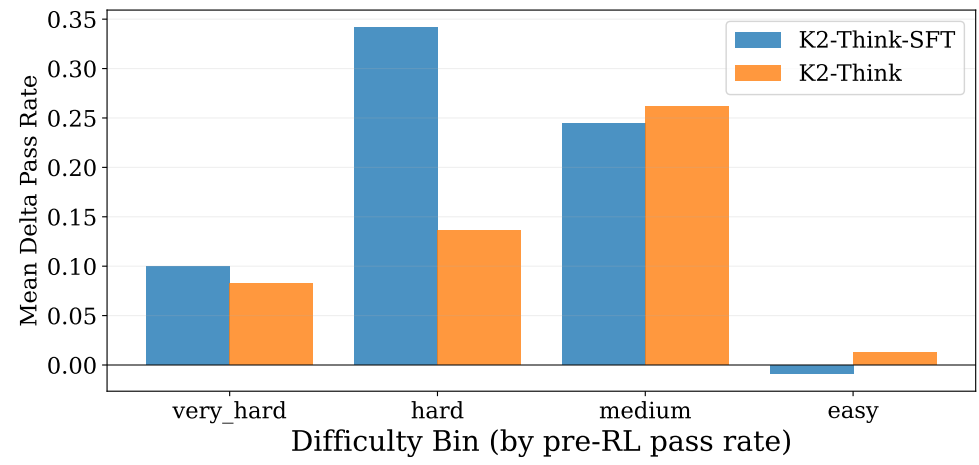 0.35
0.30
0.25
0.20
0.15
0.10
0.05
0.00
Mean Delta Pass Rate
K2-Think-SFT
K2-Think
very_hard hard medium easy
Difficulty Bin (by pre-RL pass rate)